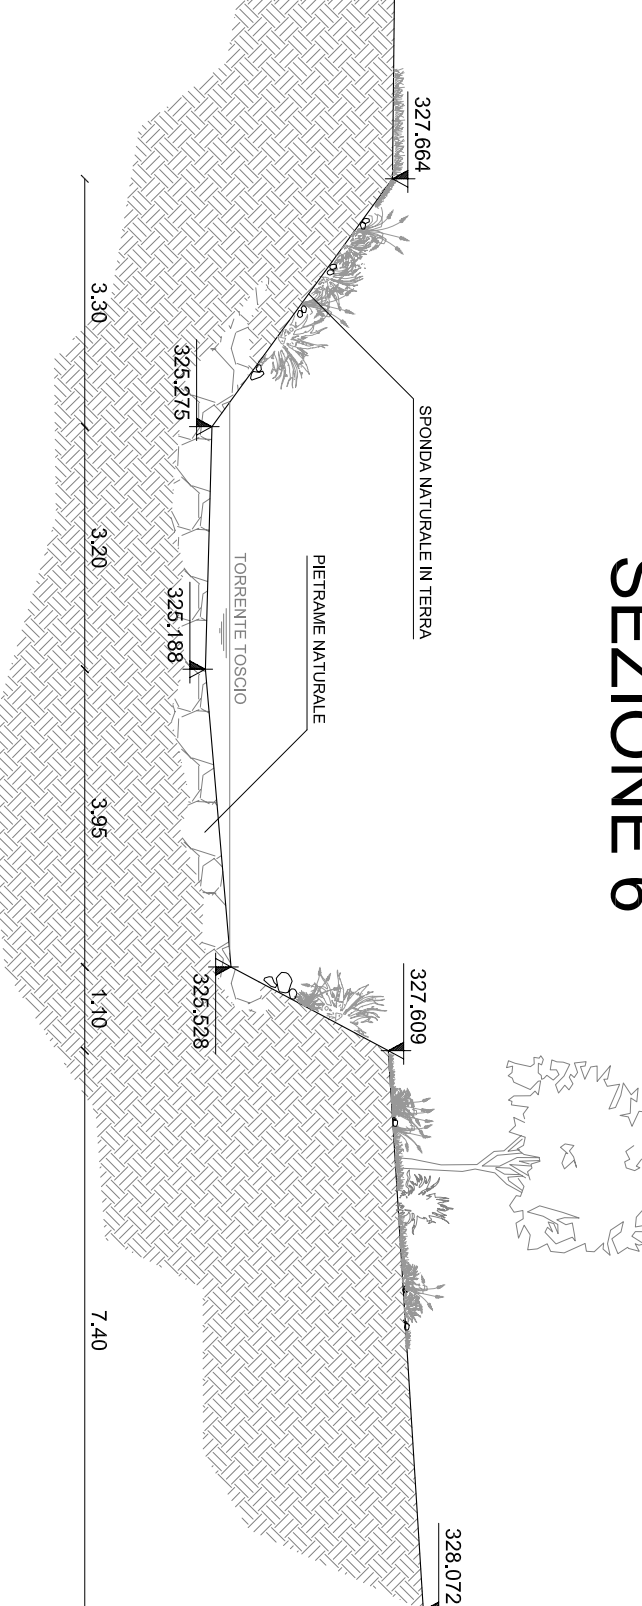 SEZIONE 6
327.664
SPONDA NATURALE IN TERRA
PIETRAME NATURALE
327.609
328.072
TORRENTE TOSCIO
325.275
325.188
325.528
3.30
3.20
3.95
1.10
7.40